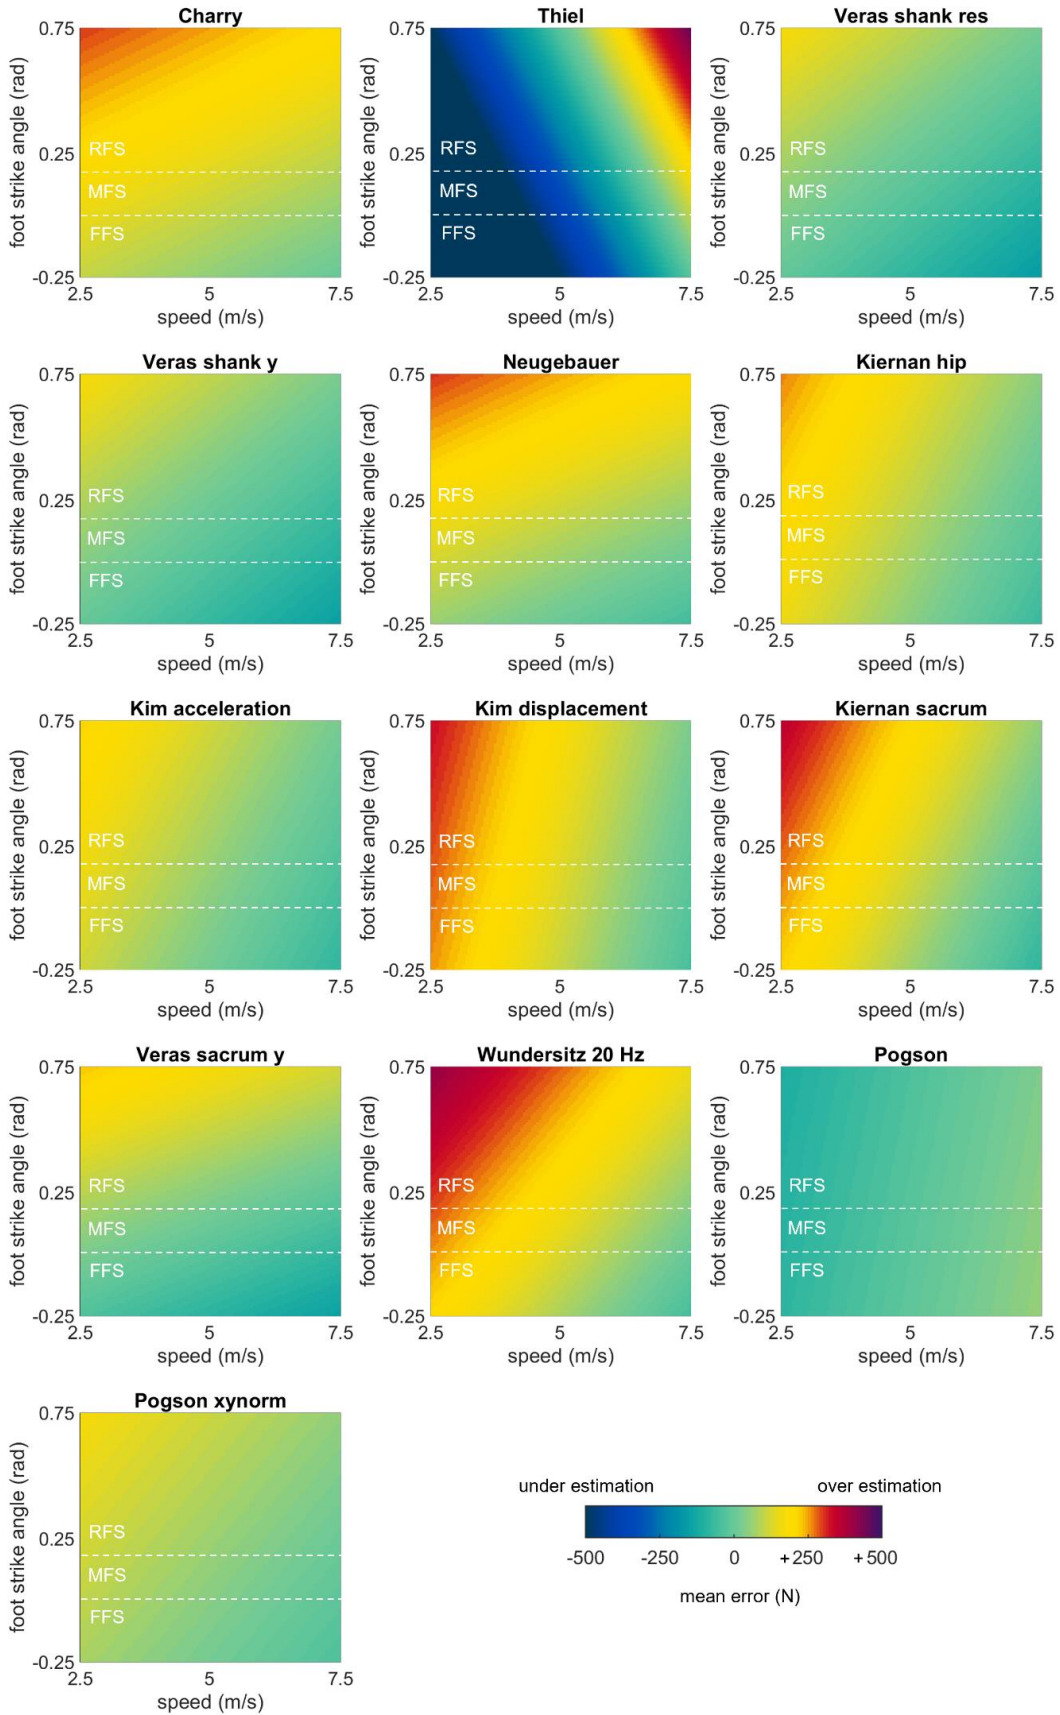 Charry
0.75
0.25
-0.25
foot strike angle (rad)
RFS
MFS
FFS
2.5 5 7.5
speed (m/s)
Thiel
0.75
0.25
-0.25
foot strike angle (rad)
RFS
MFS
FFS
2.5 5 7.5
speed (m/s)
Veras shank res
0.75
0.25
-0.25
foot strike angle (rad)
RFS
MFS
FFS
2.5 5 7.5
speed (m/s)
Veras shank y
0.75
0.25
-0.25
foot strike angle (rad)
RFS
MFS
FFS
2.5 5 7.5
speed (m/s)
Neugebauer
0.75
0.25
-0.25
foot strike angle (rad)
RFS
MFS
FFS
2.5 5 7.5
speed (m/s)
Kiernan hip
0.75
0.25
-0.25
foot strike angle (rad)
RFS
MFS
FFS
2.5 5 7.5
speed (m/s)
Kim acceleration
0.75
0.25
-0.25
foot strike angle (rad)
RFS
MFS
FFS
2.5 5 7.5
speed (m/s)
Kim displacement
0.75
0.25
-0.25
foot strike angle (rad)
RFS
MFS
FFS
2.5 5 7.5
speed (m/s)
Kiernan sacrum
0.75
0.25
-0.25
foot strike angle (rad)
RFS
MFS
FFS
2.5 5 7.5
speed (m/s)
Veras sacrum y
0.75
0.25
-0.25
foot strike angle (rad)
RFS
MFS
FFS
2.5 5 7.5
speed (m/s)
Wundersitz 20 Hz
0.75
0.25
-0.25
foot strike angle (rad)
RFS
MFS
FFS
2.5 5 7.5
speed (m/s)
Pogson
0.75
0.25
-0.25
foot strike angle (rad)
RFS
MFS
FFS
2.5 5 7.5
speed (m/s)
Pogson xynorm
0.75
0.25
-0.25
foot strike angle (rad)
RFS
MFS
FFS
2.5 5 7.5
speed (m/s)
under estimation over estimation
-500 -250 0 +250 +500
mean error (N)